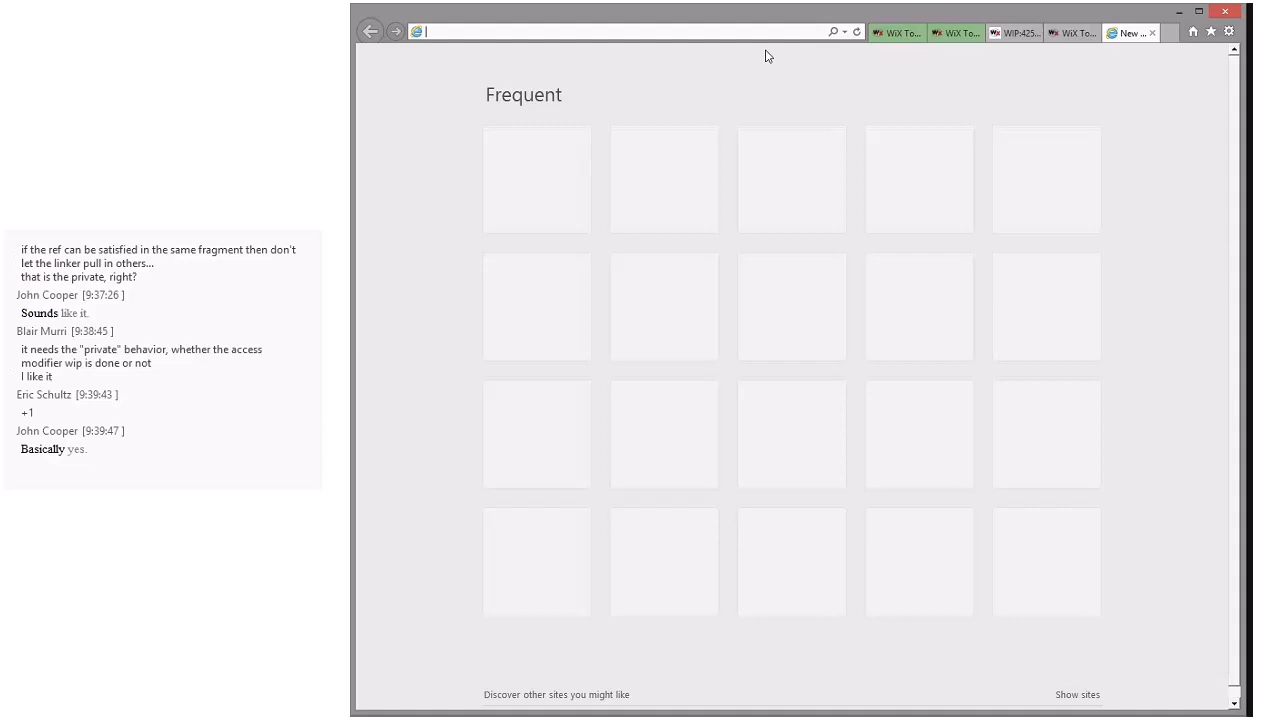 if the ref can be satisfied in the same fragment then don't
let the linker pull in others...
that is the private, right?
John Cooper [9:37:26 ]
Sounds like it.
Blair Murri [9:38:45 ]
it needs the "private" behavior, whether the access
modifier wip is done or not
I like it
Eric Schultz [9:39:43 ]
+1
John Cooper [9:39:47 ]
Basically yes.
WiX To...
WiX To...
WIP:425...
WiX To...
New ...
Frequent
Discover other sites you might like
Show sites